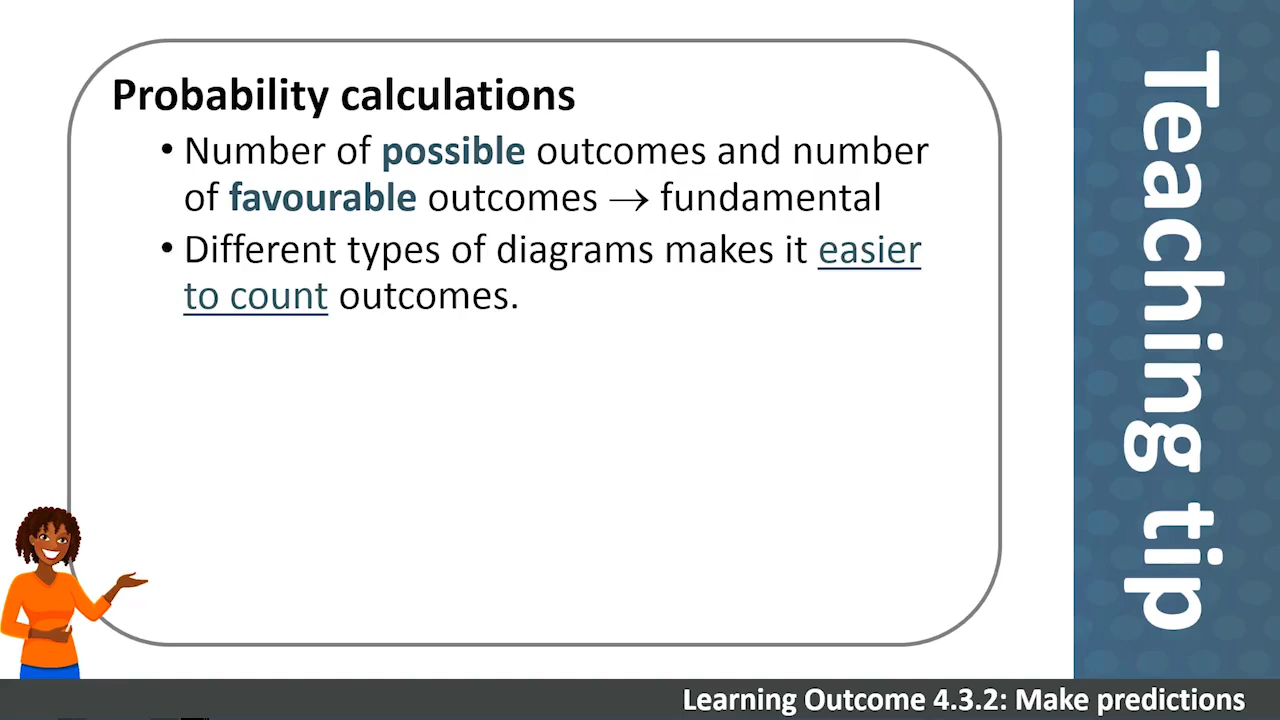 Probability calculations
• Number of possible outcomes and number
of favourable outcomes → fundamental
• Different types of diagrams makes it easier
to count outcomes.
Teaching tip
Learning Outcome 4.3.2: Make predictions